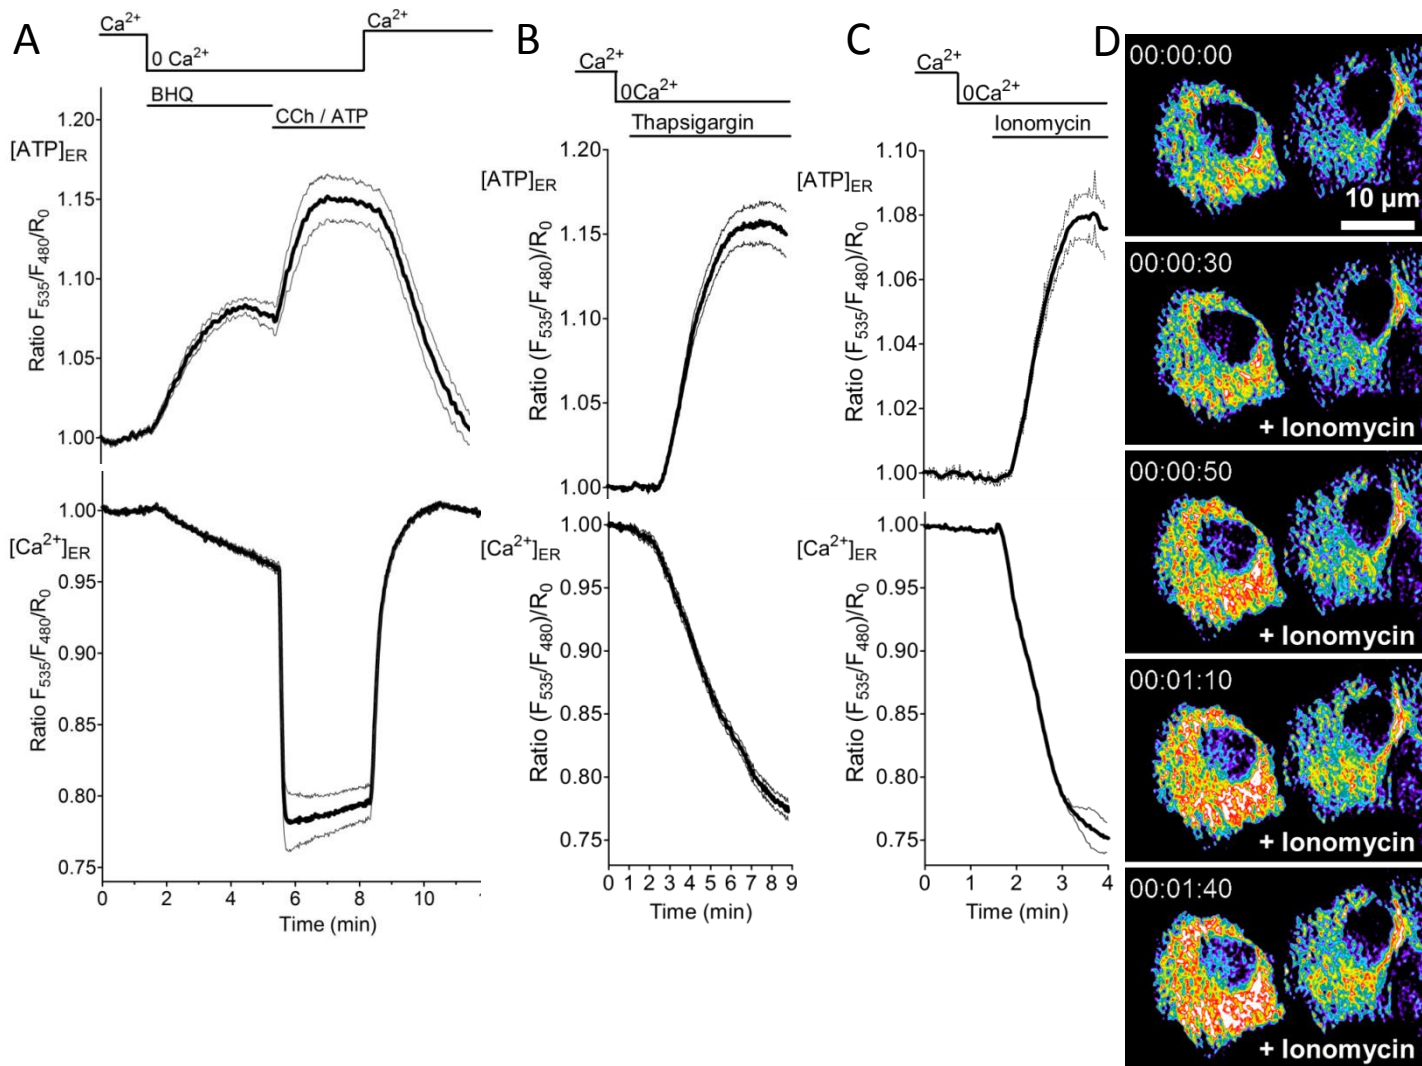 A
Ca²⁺
0 Ca²⁺
Ca²⁺
BHQ
CCh / ATP
[ATP]ER
Ratio F535/F480/R0
1.20
1.15
1.10
1.05
1.00
[Ca²⁺]ER
Ratio F535/F480/R0
1.00
0.95
0.90
0.85
0.80
0.75
0 2 4 6 8 10
Time (min)
B
Ca²⁺
0Ca²⁺
Thapsigargin
[ATP]ER
Ratio (F535/F480)/R0
1.20
1.15
1.10
1.05
1.00
[Ca²⁺]ER
Ratio (F535/F480)/R0
1.00
0.95
0.90
0.85
0.80
0.75
0 1 2 3 4 5 6 7 8 9
Time (min)
C
Ca²⁺
0Ca²⁺
Ionomycin
[ATP]ER
Ratio (F535/F480)/R0
1.10
1.08
1.06
1.04
1.02
1.00
[Ca²⁺]ER
Ratio (F535/F480)/R0
1.00
0.95
0.90
0.85
0.80
0.75
0 1 2 3 4
Time (min)
D
00:00:00
10 µm
00:00:30
+ Ionomycin
00:00:50
+ Ionomycin
00:01:10
+ Ionomycin
00:01:40
+ Ionomycin